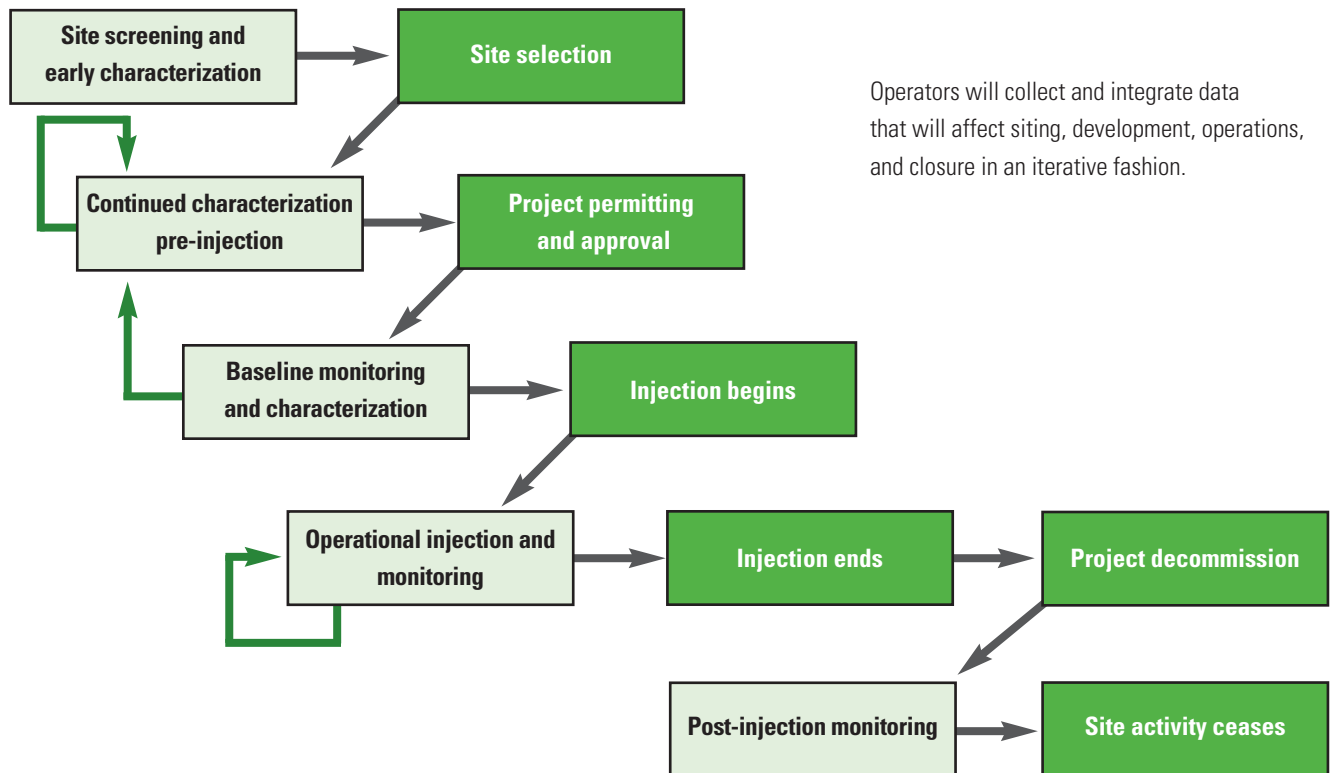 Site screening and
early characterization
Site selection
Operators will collect and integrate data
that will affect siting, development, operations,
and closure in an iterative fashion.
Continued characterization
pre-injection
Project permitting
and approval
Baseline monitoring
and characterization
Injection begins
Operational injection and
monitoring
Injection ends
Project decommission
Post-injection monitoring
Site activity ceases